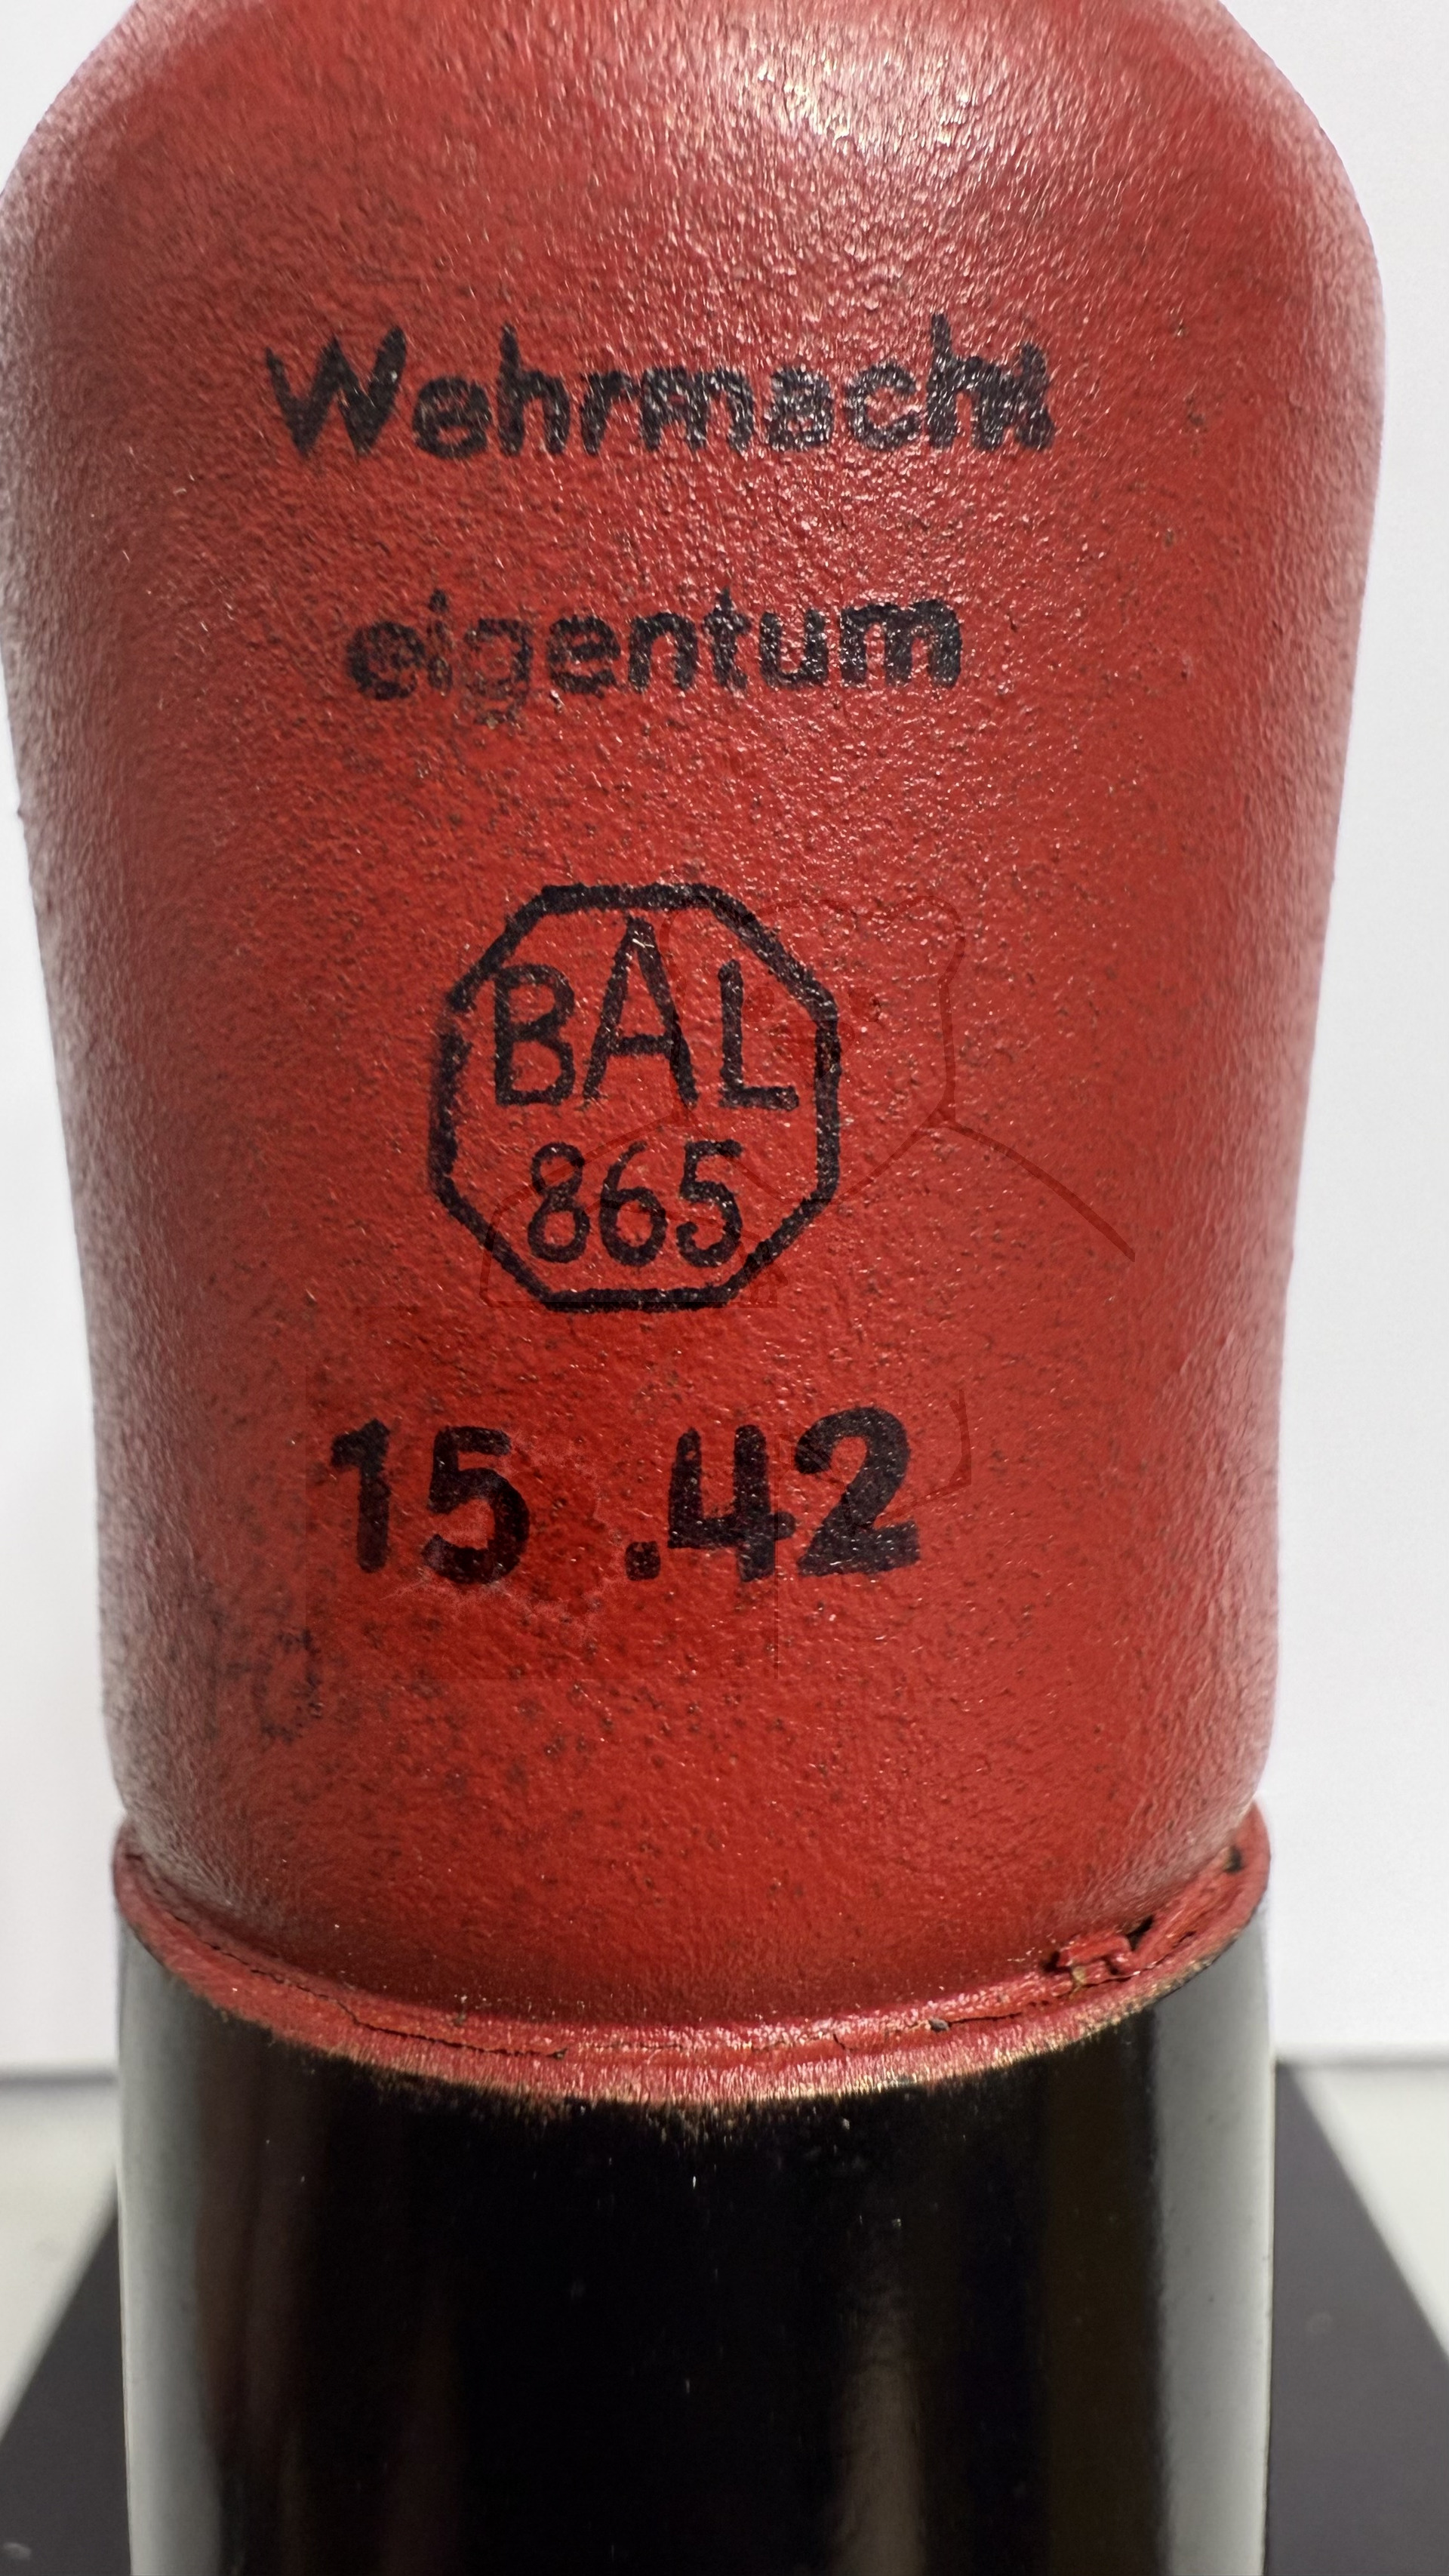 Wehrmacht
eigentum
BAL
865
15 .42